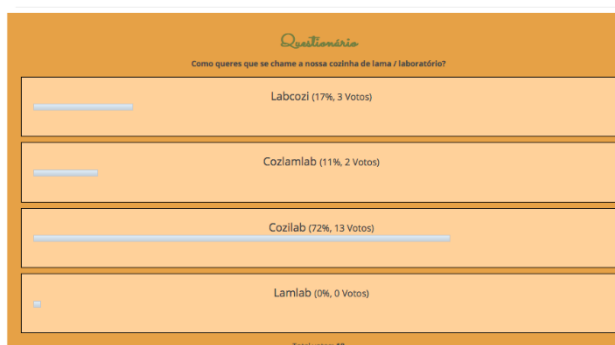 Questionário
Como queres que se chame a nossa cozinha de lama / laboratório?
Labcozi (17%, 3 Votos)
Cozlamlab (11%, 2 Votos)
Cozilab (72%, 13 Votos)
Lamlab (0%, 0 Votos)